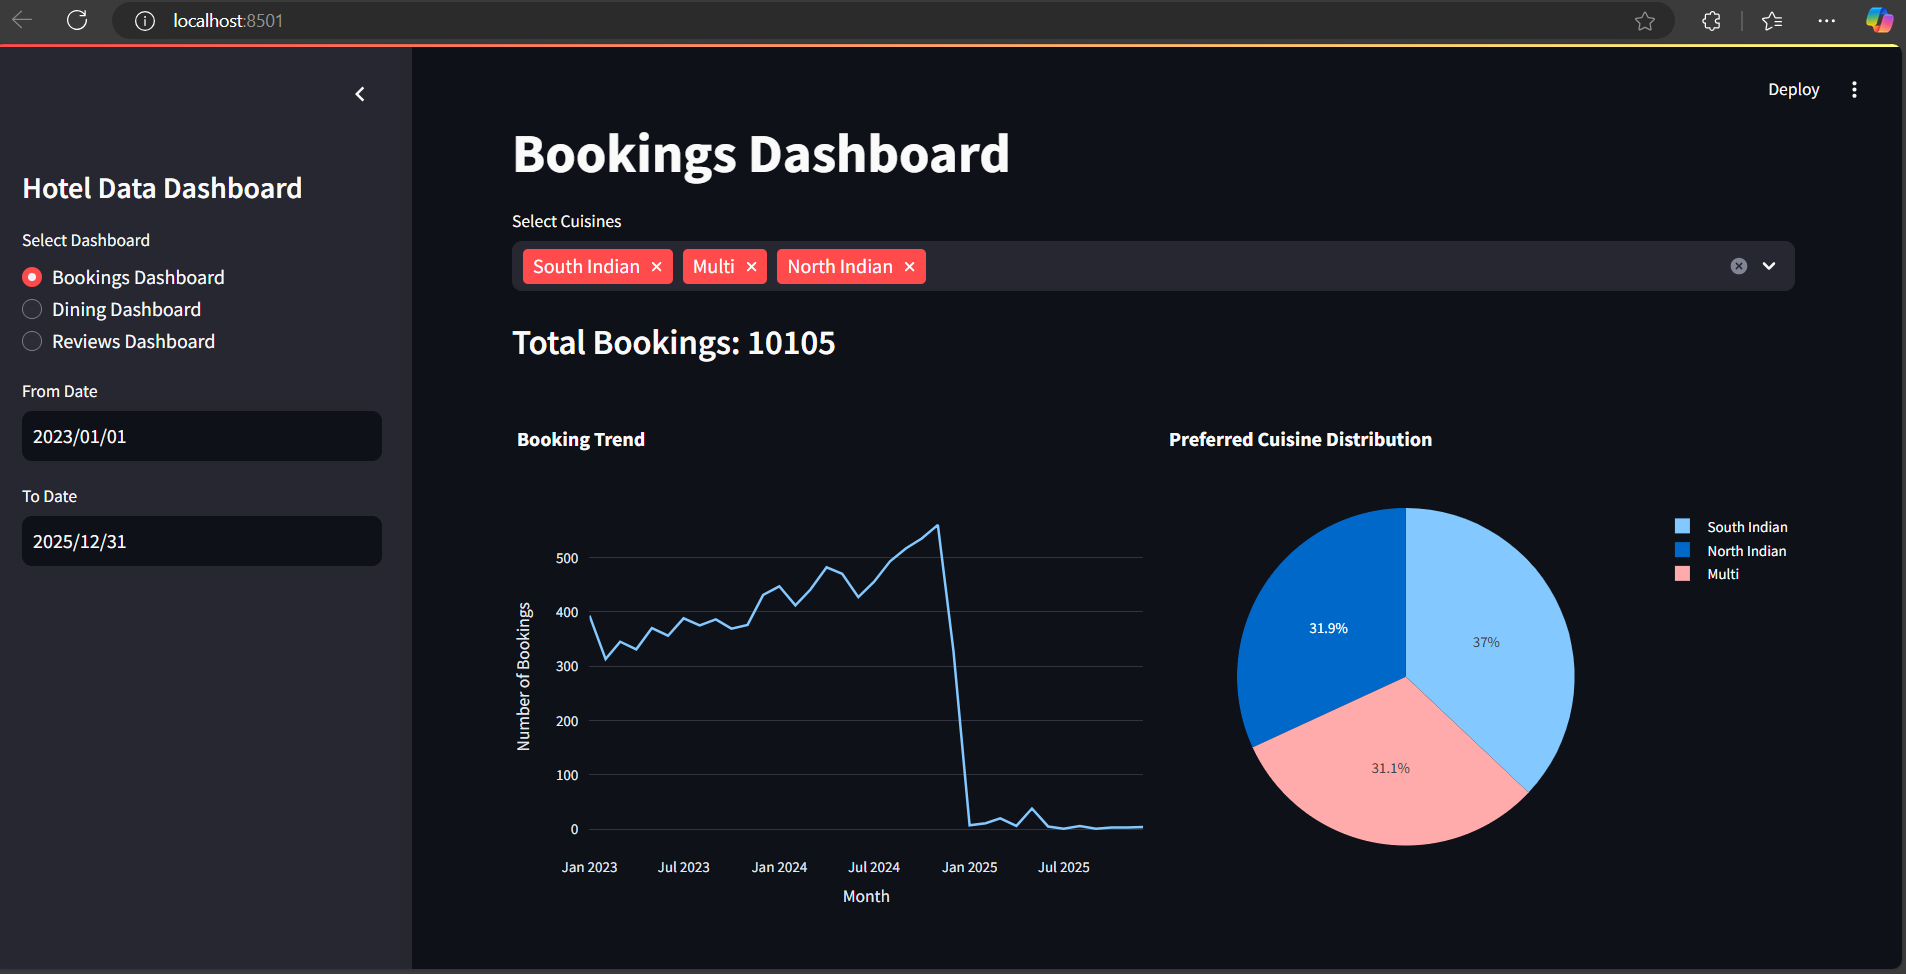 localhost:8501
Deploy
Hotel Data Dashboard
Select Dashboard
Bookings Dashboard
Dining Dashboard
Reviews Dashboard
From Date
2023/01/01
To Date
2025/12/31
Bookings Dashboard
Select Cuisines
South Indian Multi North Indian
Total Bookings: 10105
Booking Trend
Number of Bookings
500
400
300
200
100
0
Jan 2023 Jul 2023 Jan 2024 Jul 2024 Jan 2025 Jul 2025
Month
Preferred Cuisine Distribution
31.9%
37%
31.1%
South Indian
North Indian
Multi